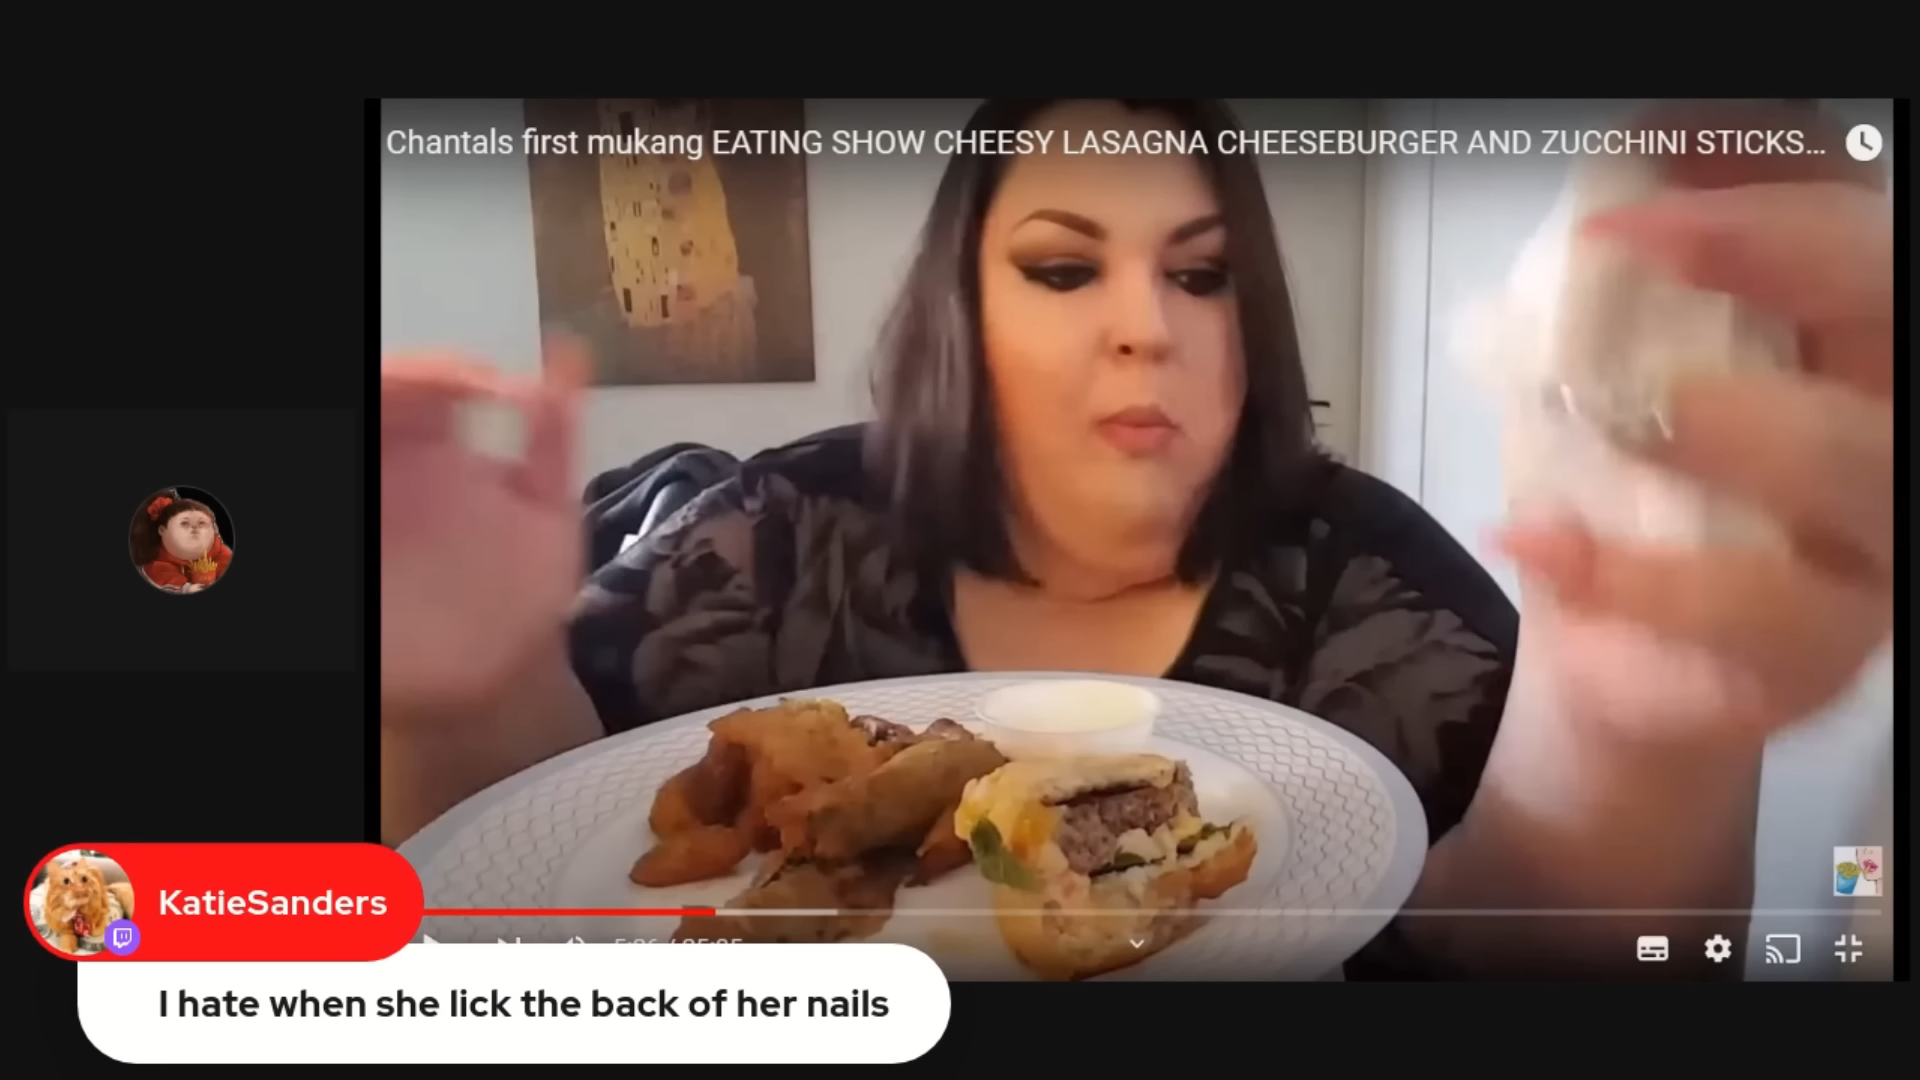 Chantals first mukang EATING SHOW CHEESY LASAGNA CHEESEBURGER AND ZUCCHINI STICKS...
KatieSanders
I hate when she lick the back of her nails